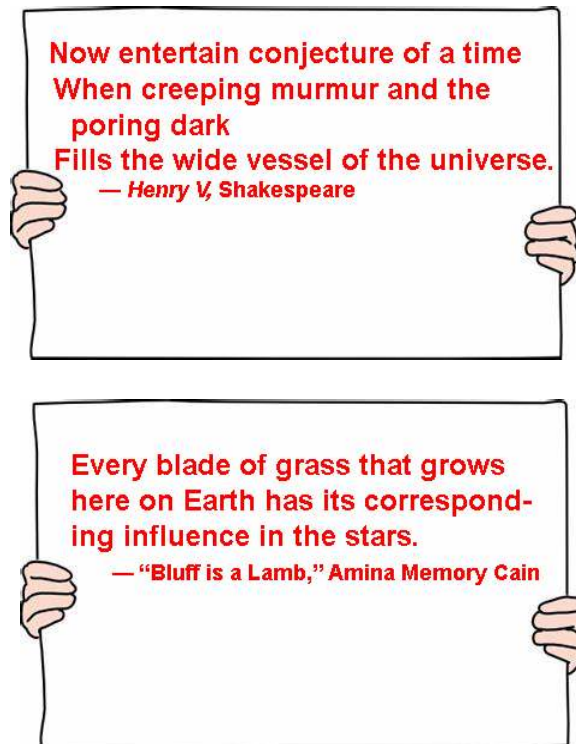 Now entertain conjecture of a time
When creeping murmur and the
poring dark
Fills the wide vessel of the universe.
— Henry V, Shakespeare
Every blade of grass that grows
here on Earth has its correspond-
ing influence in the stars.
— “Bluff is a Lamb,” Amina Memory Cain